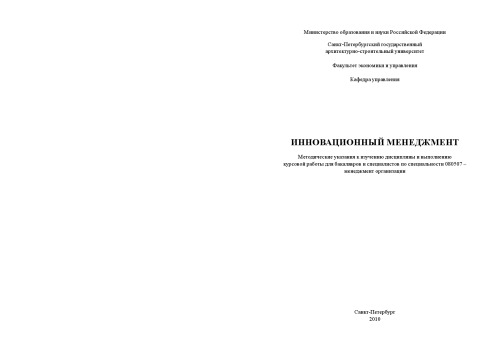 Министерство образования и науки Российской Федерации
Санкт-Петербургский государственный
архитектурно-строительный университет
Факультет экономики и управления
Кафедра управления
ИННОВАЦИОННЫЙ МЕНЕДЖМЕНТ
Методические указания к изучению дисциплины и выполнению
курсовой работы для бакалавров и специалистов по специальности 080507 –
менеджмент организации
Санкт-Петербург
2010